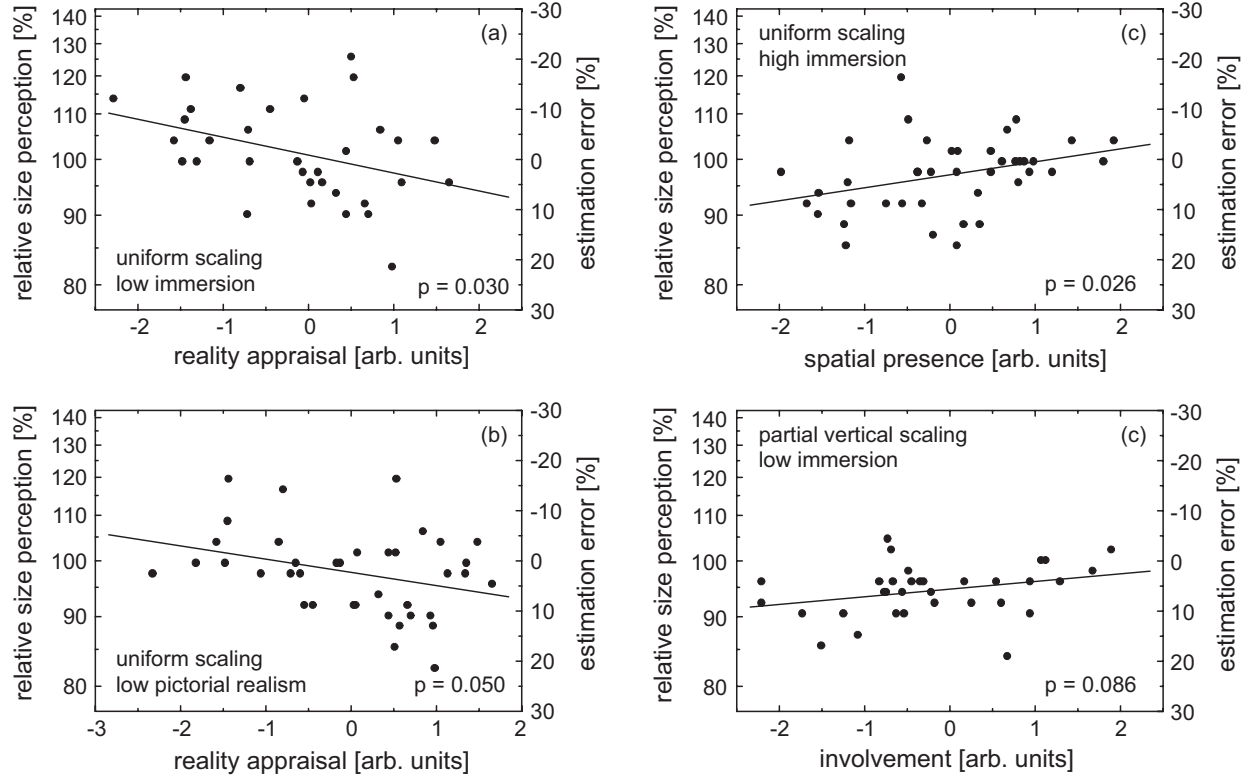 (a)
relative size perception [%]
140
130
120
110
100
90
80
-30
-20
-10
0
10
20
30
estimation error [%]
uniform scaling
low immersion
p = 0.030
-2
-1
0
1
2
reality appraisal [arb. units]
uniform scaling
high immersion
(c)
relative size perception [%]
140
130
120
110
100
90
80
-30
-20
-10
0
10
20
30
estimation error [%]
p = 0.026
-2
-1
0
1
2
spatial presence [arb. units]
(b)
relative size perception [%]
140
130
120
110
100
90
80
-30
-20
-10
0
10
20
30
estimation error [%]
uniform scaling
low pictorial realism
p = 0.050
-3
-2
-1
0
1
2
reality appraisal [arb. units]
partial vertical scaling
low immersion
(c)
relative size perception [%]
140
130
120
110
100
90
80
-30
-20
-10
0
10
20
30
estimation error [%]
p = 0.086
-2
-1
0
1
2
involvement [arb. units]